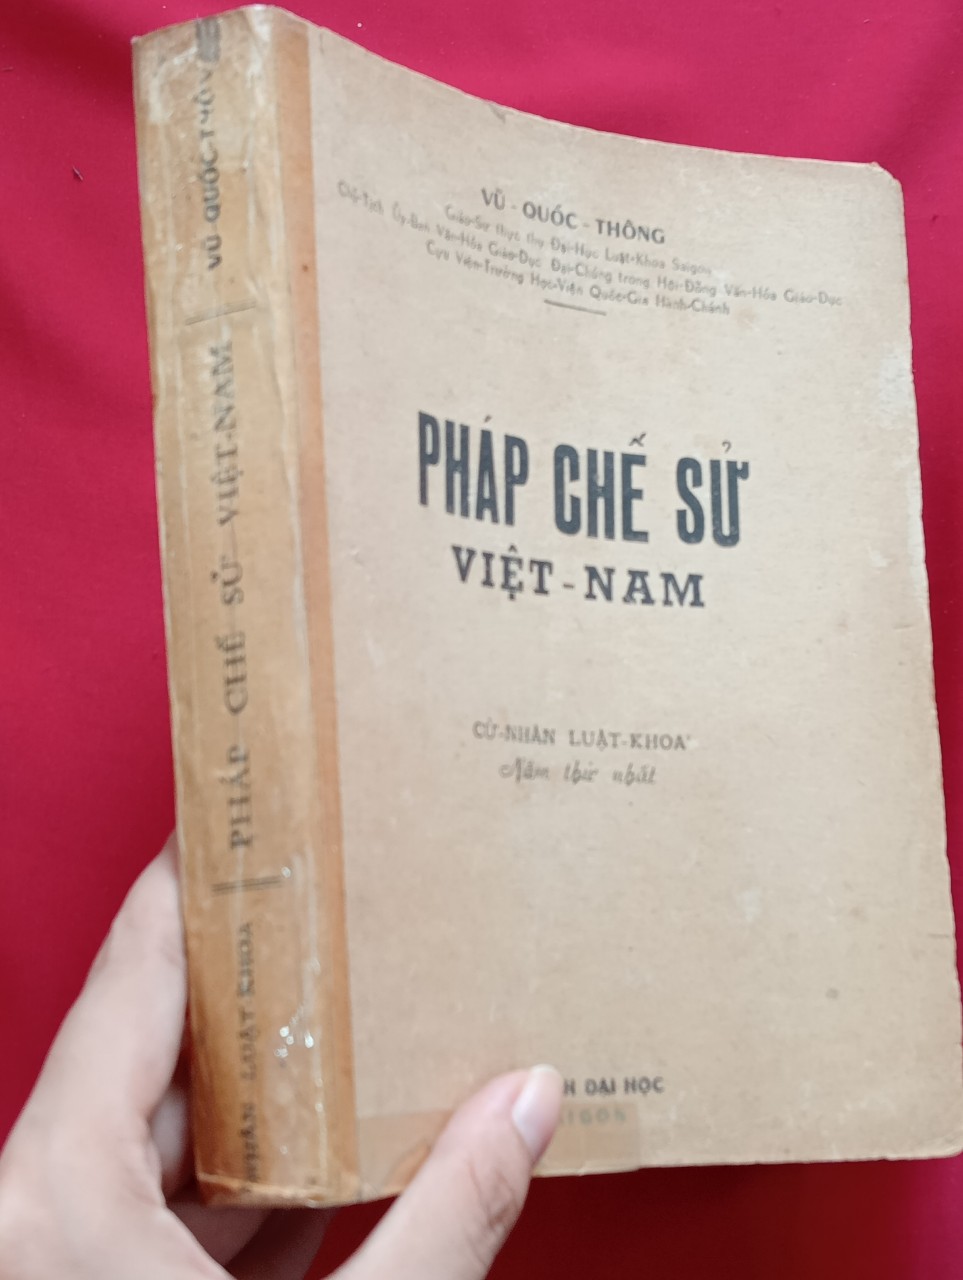 VŨ - QUỐC - THÔNG
Giáo-Sư thực thụ Đại-Học Luật-Khoa Saigon
Chủ-Tịch Ủy-Ban Văn-Hóa Giáo-Dục Đại-Chúng trong Hội-Đồng Văn-Hóa Giáo-Dục
Cựu Viện-Trưởng Học-Viện Quốc-Gia Hành-Chánh
PHÁP CHẾ SỬ
VIỆT - NAM
CỬ-NHÂN LUẬT-KHOA
Năm thứ nhất
ĐẠI HỌC
VŨ-QUỐC-THÔNG
PHÁP CHẾ SỬ VIỆT-NAM
NHÂN LUẬT KHOA